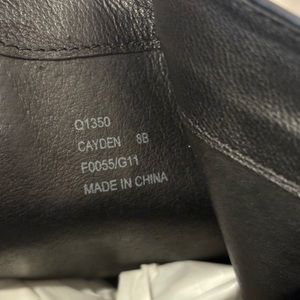 Q1350
CAYDEN 8B
F0055/G11
MADE IN CHINA